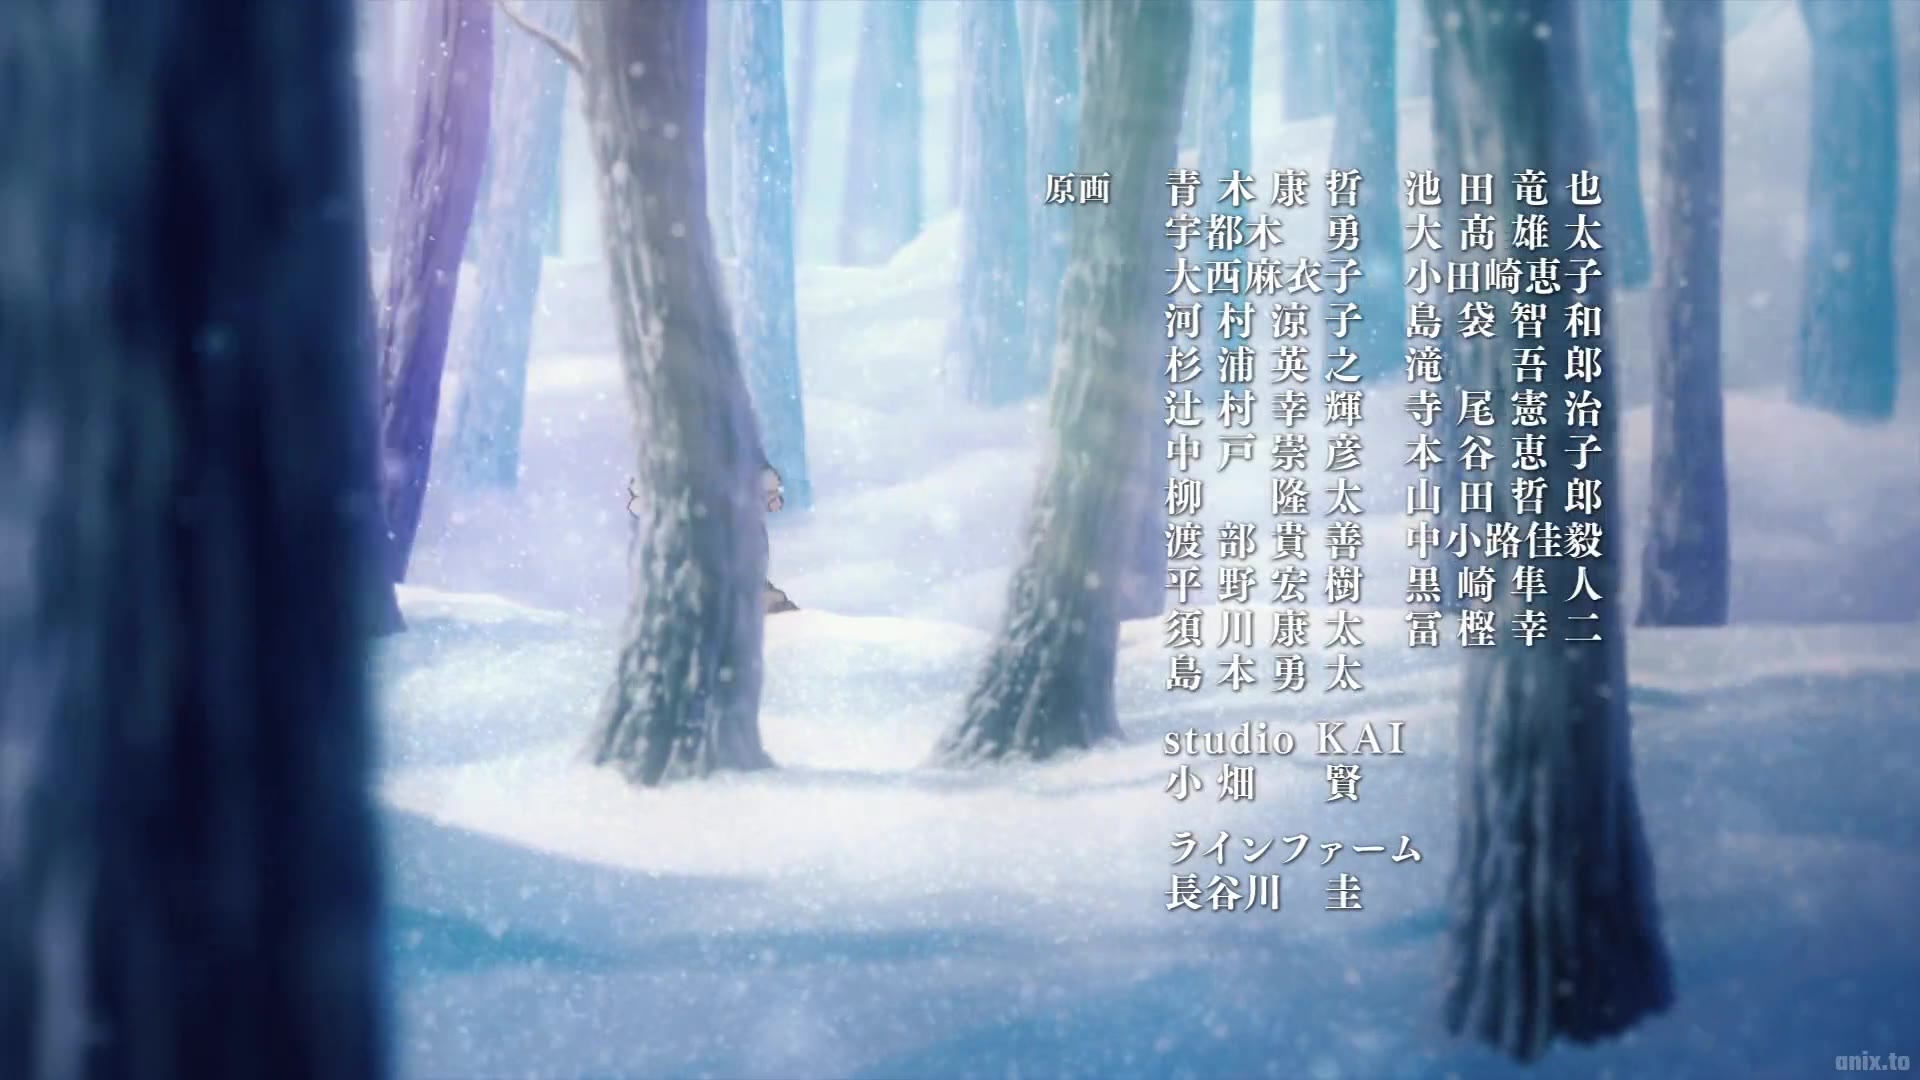 原画 青木康哲 池田竜也
宇都木 勇 大髙雄太
大西麻衣子 小田崎恵子
河村涼子 島袋智和
杉浦英之 滝 吾郎
辻村幸輝 寺尾憲治
中戸崇彦 本谷恵子
柳 隆太 山田哲郎
渡部貴善 中小路佳毅
平野宏樹 黒崎隼人
須川康太 冨樫幸二
島本勇太
studio KAI
小畑 賢
ラインファーム
長谷川 圭
anix.to